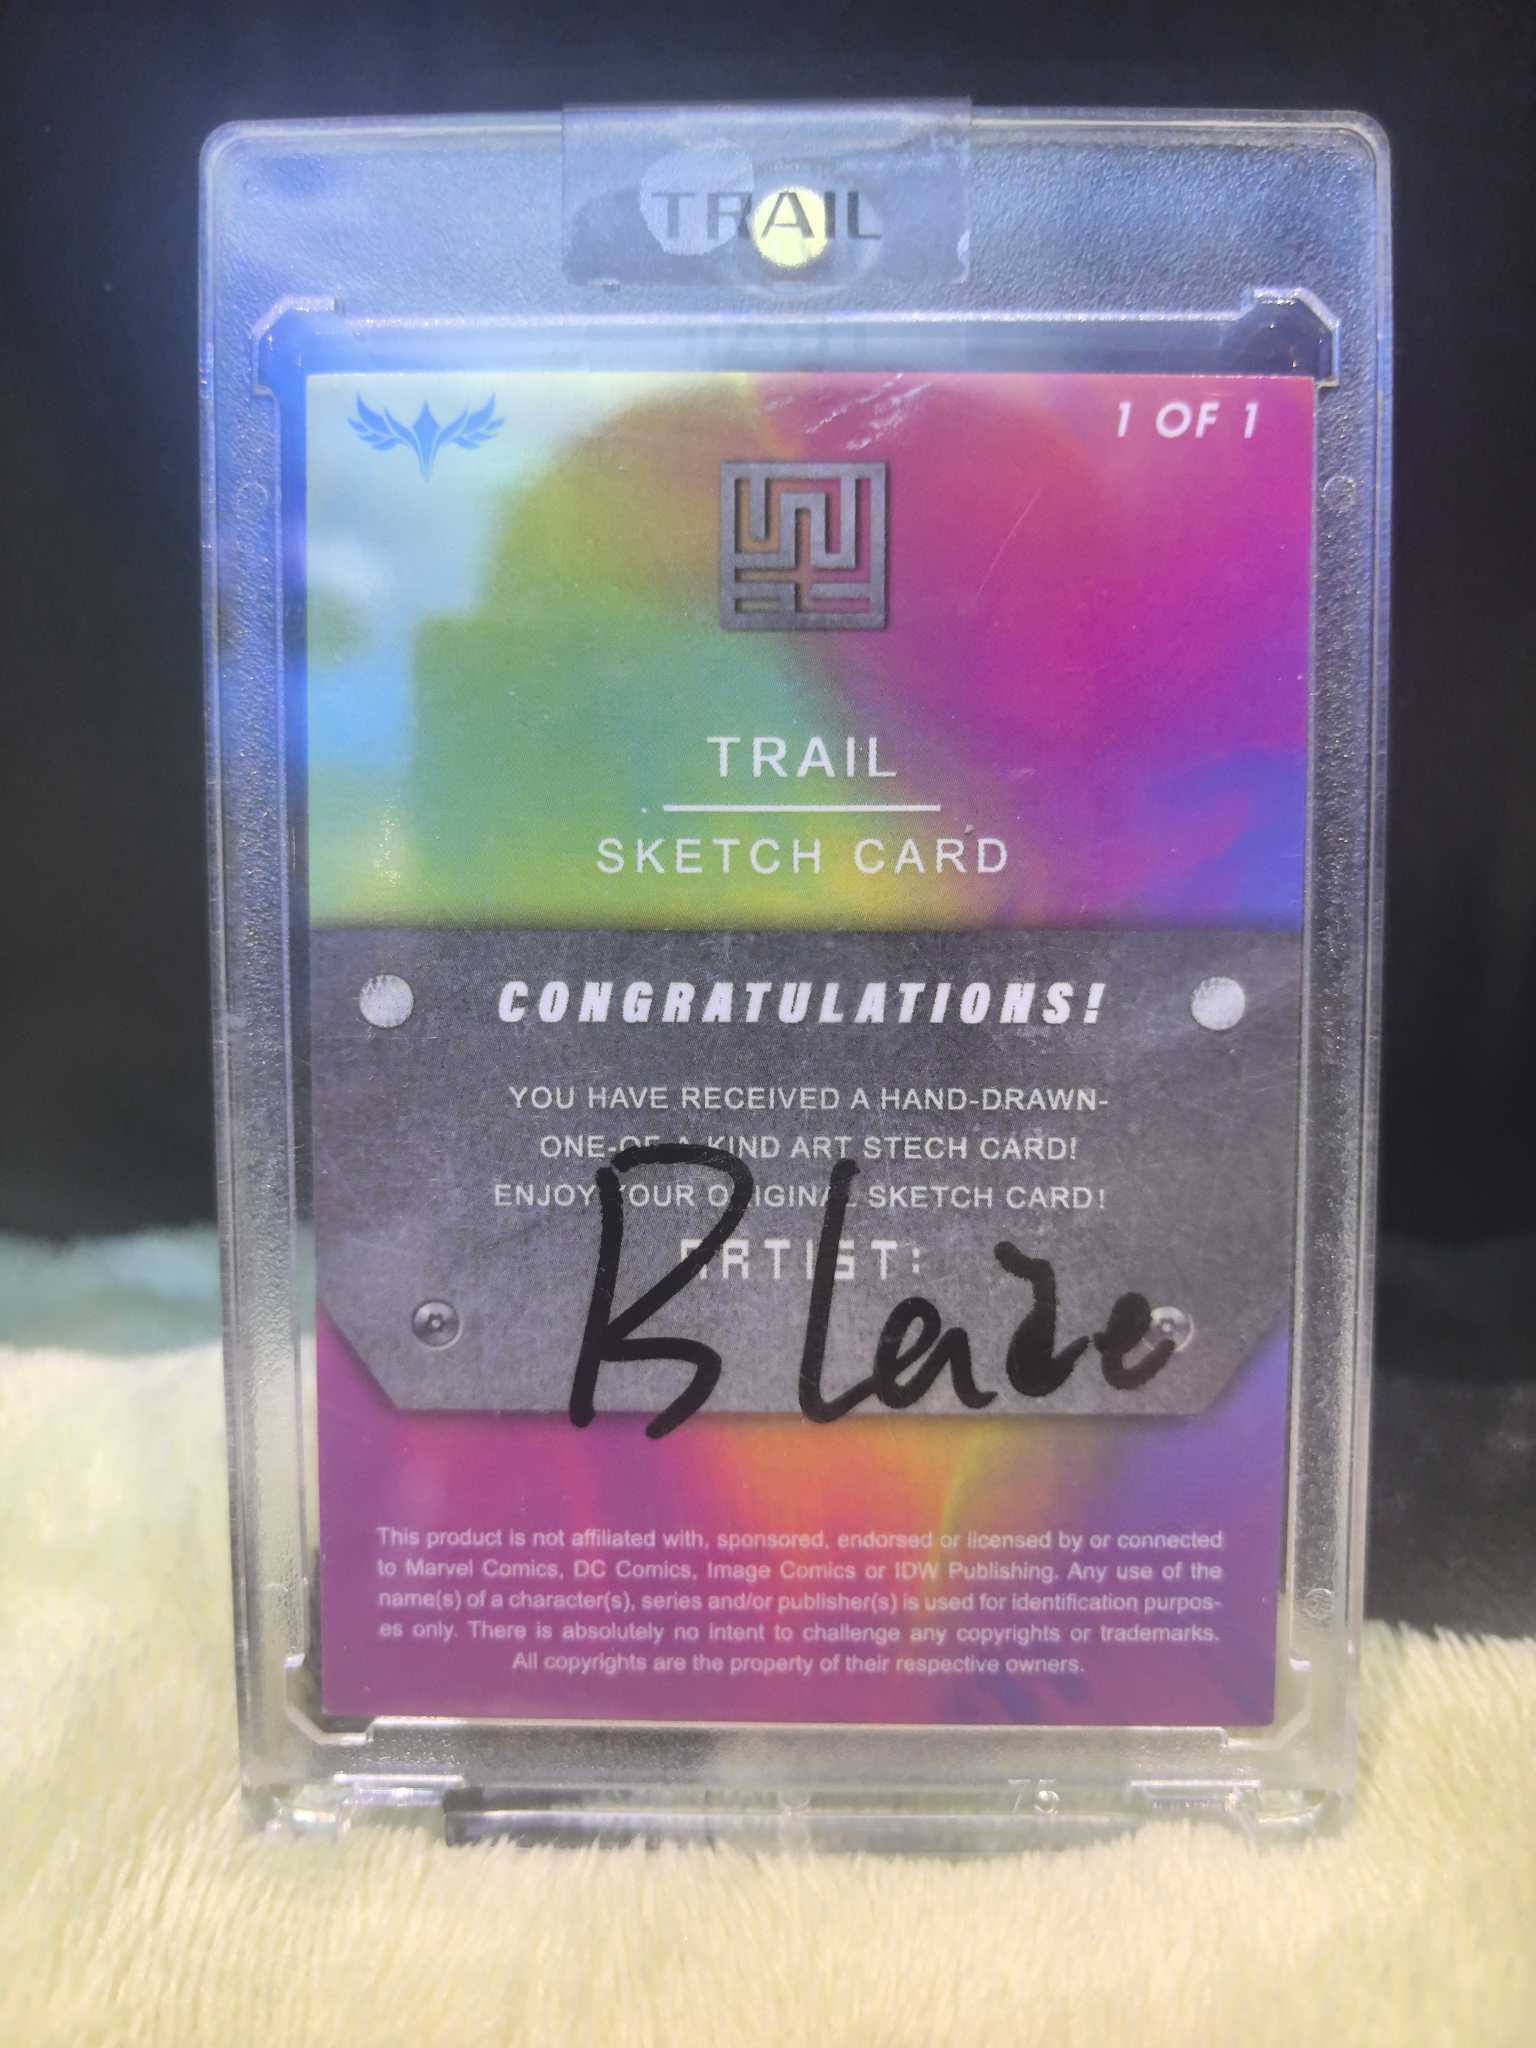 TRAIL
1 OF 1
TRAIL
SKETCH CARD
CONGRATULATIONS!
YOU HAVE RECEIVED A HAND-DRAWN-
ONE-OF-A-KIND ART STECH CARD!
ENJOY YOUR ORIGINAL SKETCH CARD!
ARTIST:
Blaze
This product is not affiliated with, sponsored, endorsed or licensed by or connected
to Marvel Comics, DC Comics, Image Comics or IDW Publishing. Any use of the
name(s) of a character(s), series and/or publisher(s) is used for identification purpos-
es only. There is absolutely no intent to challenge any copyrights or trademarks.
All copyrights are the property of their respective owners.
75